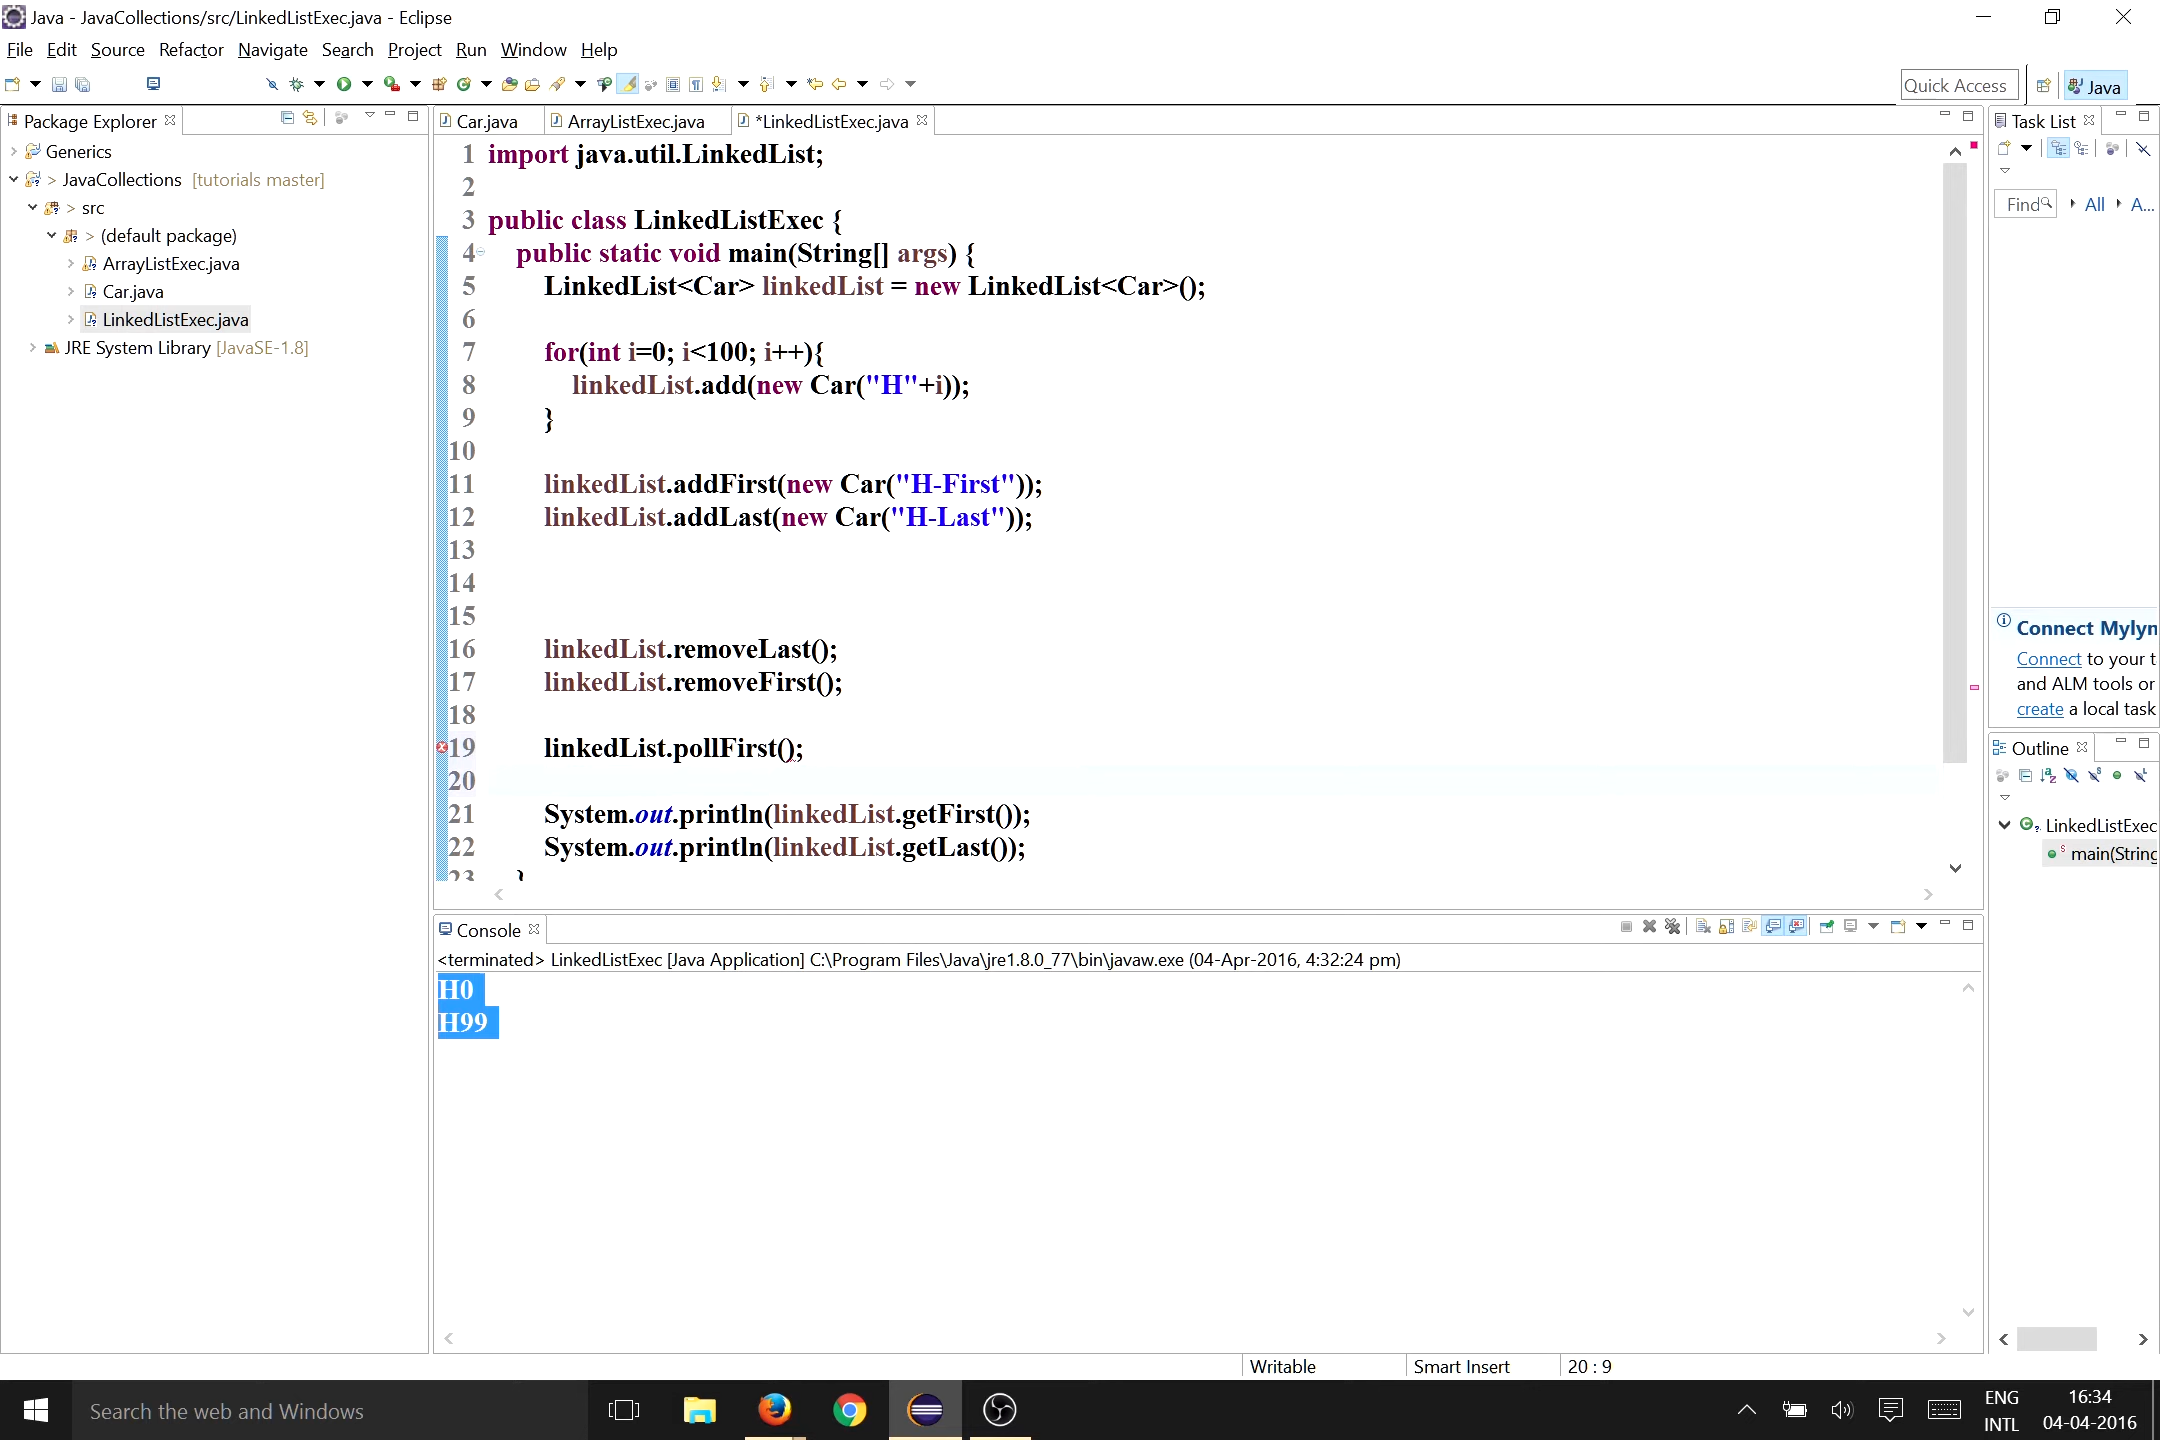 Java - JavaCollections/src/LinkedListExec.java - Eclipse
File Edit Source Refactor Navigate Search Project Run Window Help
Quick Access
Java
Package Explorer
Generics
> JavaCollections [tutorials master]
> src
> (default package)
ArrayListExec.java
Car.java
LinkedListExec.java
JRE System Library [JavaSE-1.8]
Car.java
ArrayListExec.java
*LinkedListExec.java
1 import java.util.LinkedList;
2
3 public class LinkedListExec {
4 public static void main(String[] args) {
5 LinkedList<Car> linkedList = new LinkedList<Car>();
6
7 for(int i=0; i<100; i++){
8 linkedList.add(new Car("H"+i));
9 }
10
11 linkedList.addFirst(new Car("H-First"));
12 linkedList.addLast(new Car("H-Last"));
13
14
15
16 linkedList.removeLast();
17 linkedList.removeFirst();
18
19 linkedList.pollFirst();
20
21 System.out.println(linkedList.getFirst());
22 System.out.println(linkedList.getLast());
23 }
Task List
Find
All
A...
Connect Mylyn
Connect to your t
and ALM tools or
create a local task
Outline
LinkedListExec
main(String
Console
<terminated> LinkedListExec [Java Application] C:\Program Files\Java\jre1.8.0_77\bin\javaw.exe (04-Apr-2016, 4:32:24 pm)
H0
H99
Writable
Smart Insert
20 : 9
Search the web and Windows
ENG
INTL
16:34
04-04-2016